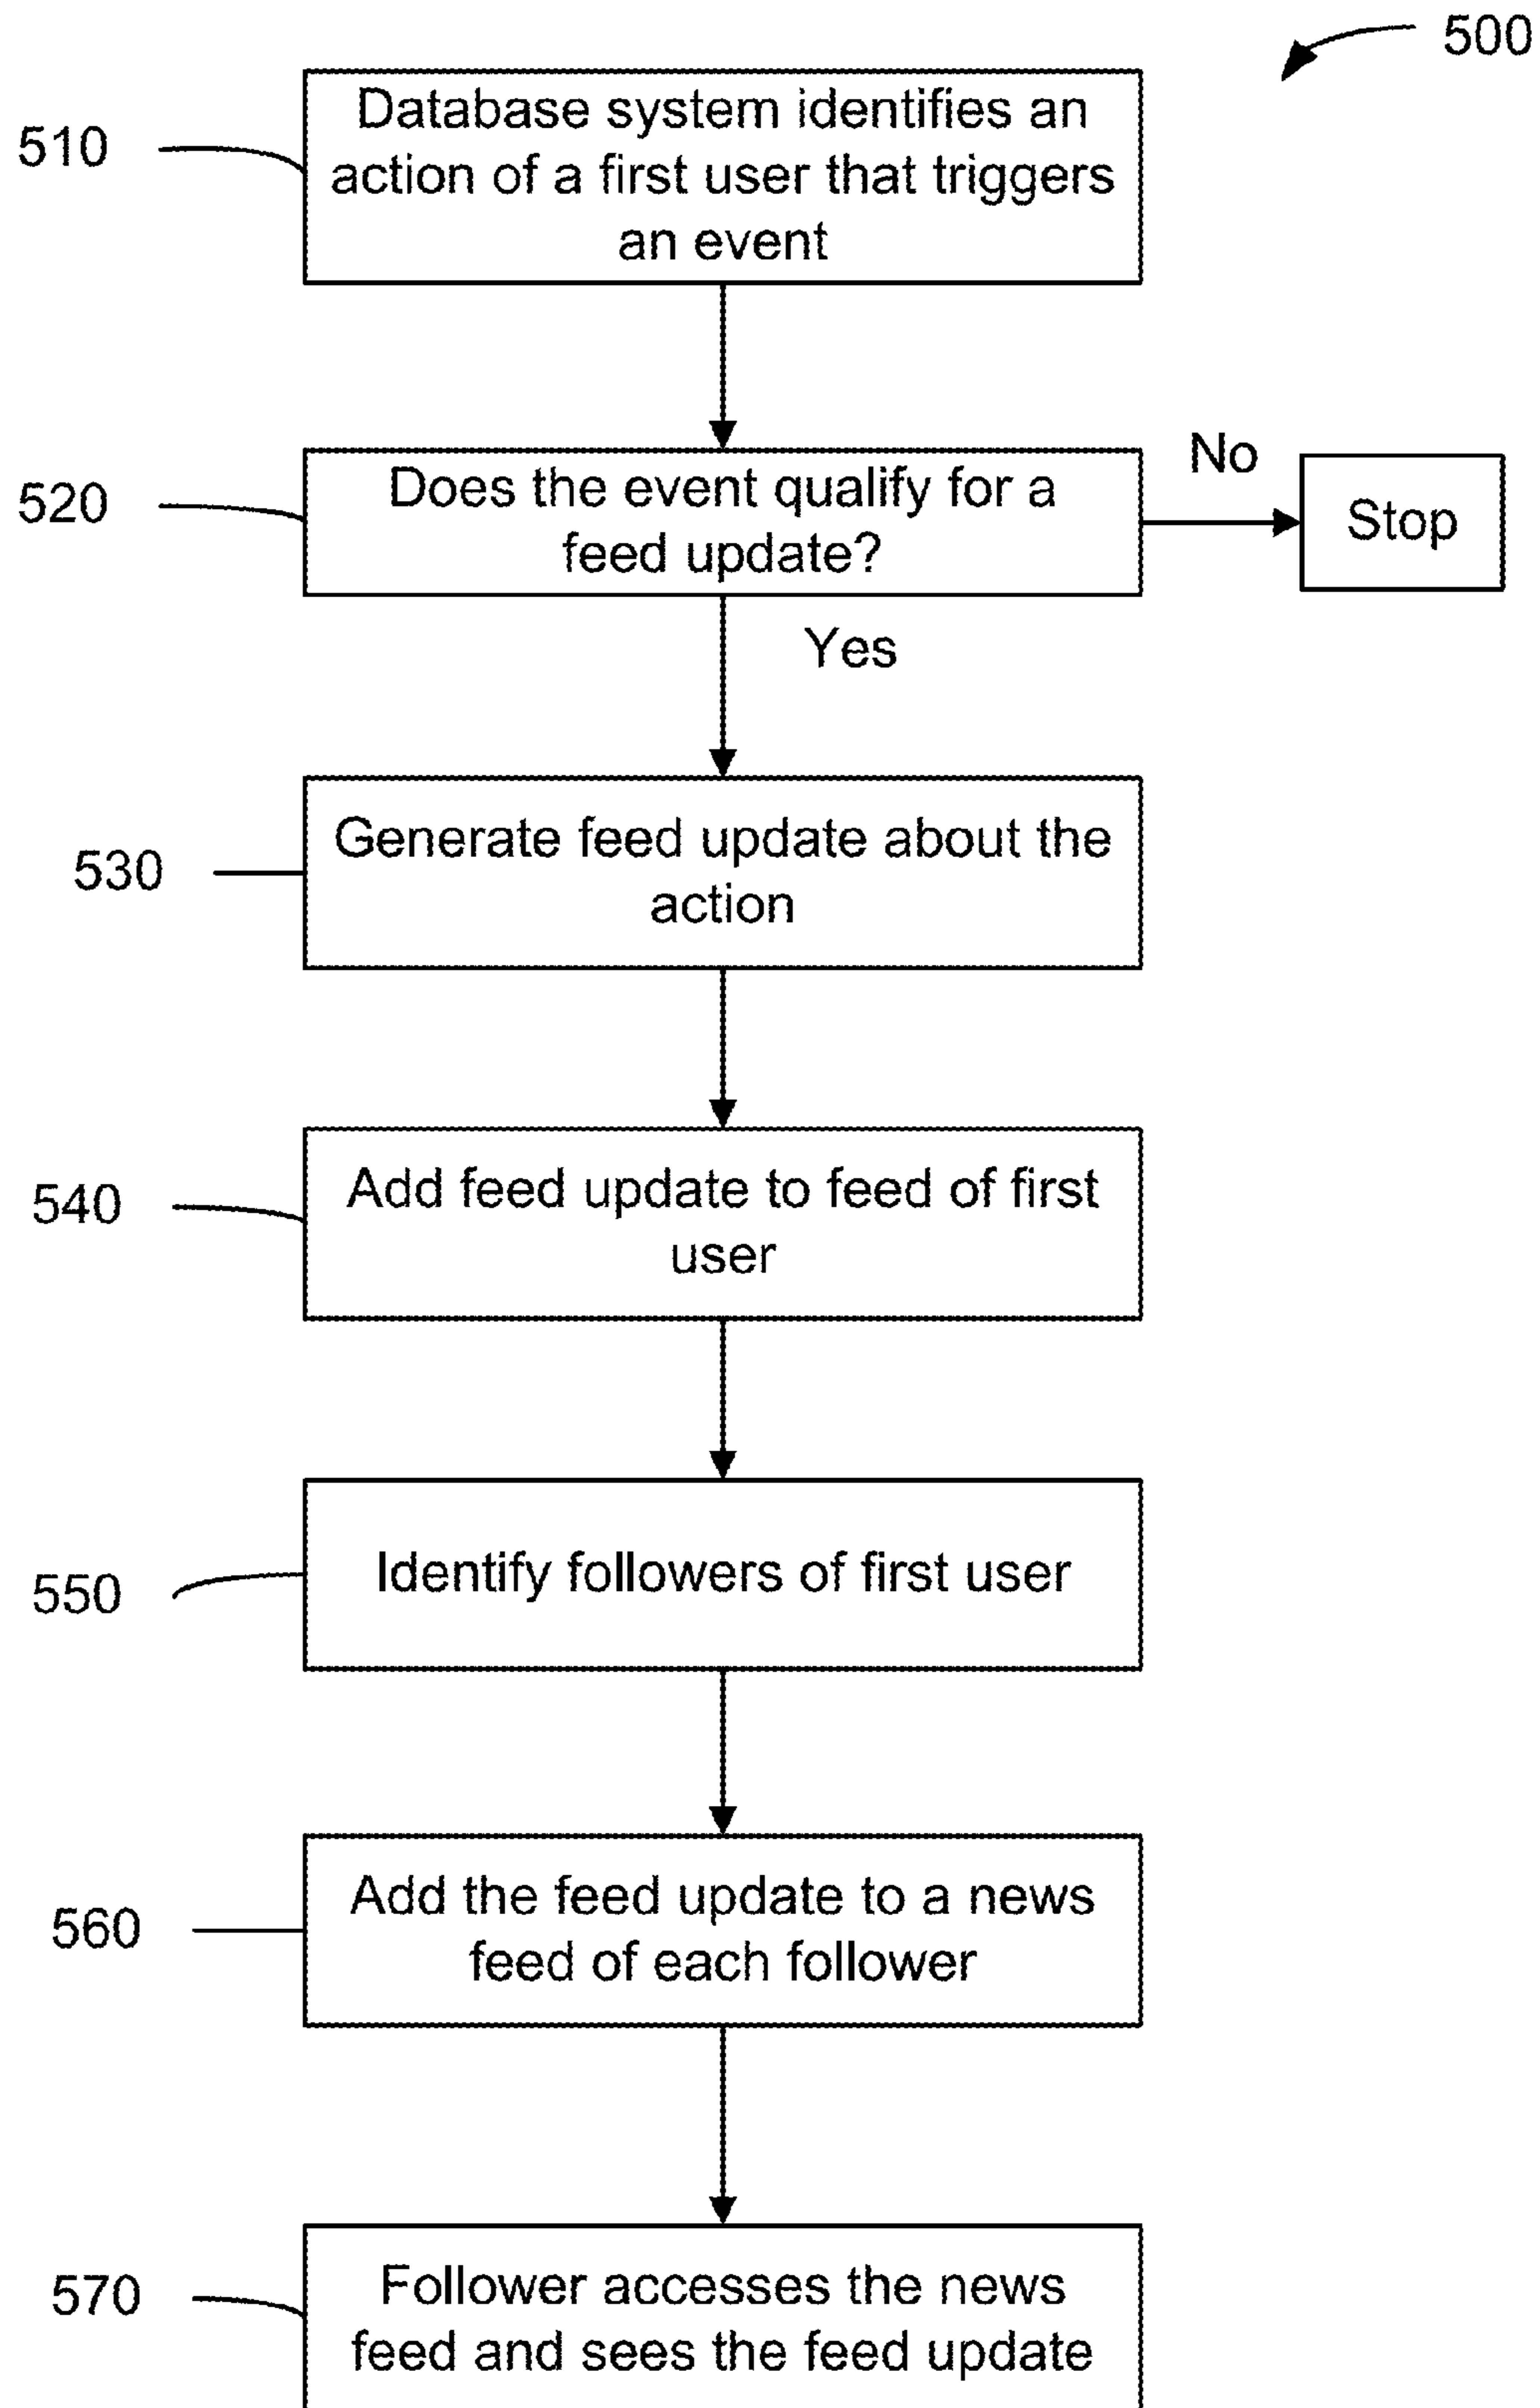 500
510
Database system identifies an
action of a first user that triggers
an event
520
Does the event qualify for a
feed update?
No
Stop
Yes
530
Generate feed update about the
action
540
Add feed update to feed of first
user
550
Identify followers of first user
560
Add the feed update to a news
feed of each follower
570
Follower accesses the news
feed and sees the feed update